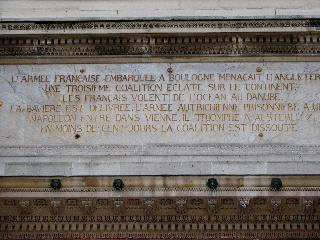 L'ARMÉE FRANÇAISE EMBARQUÉE A BOULOGNE MENAÇAIT L'ANGLETER
UNE TROISIÈME COALITION ÉCLATE SUR LE CONTINENT.
LES FRANÇAIS VOLENT DE L'OCÉAN AU DANUBE.
LA BAVIÈRE EST DÉLIVRÉE, L'ARMÉE AUTRICHIENNE PRISONNIÈRE A U
NAPOLÉON ENTRE DANS VIENNE, IL TRIOMPHE A AUSTERLITZ
EN MOINS DE CENT JOURS LA COALITION EST DISSOUTE